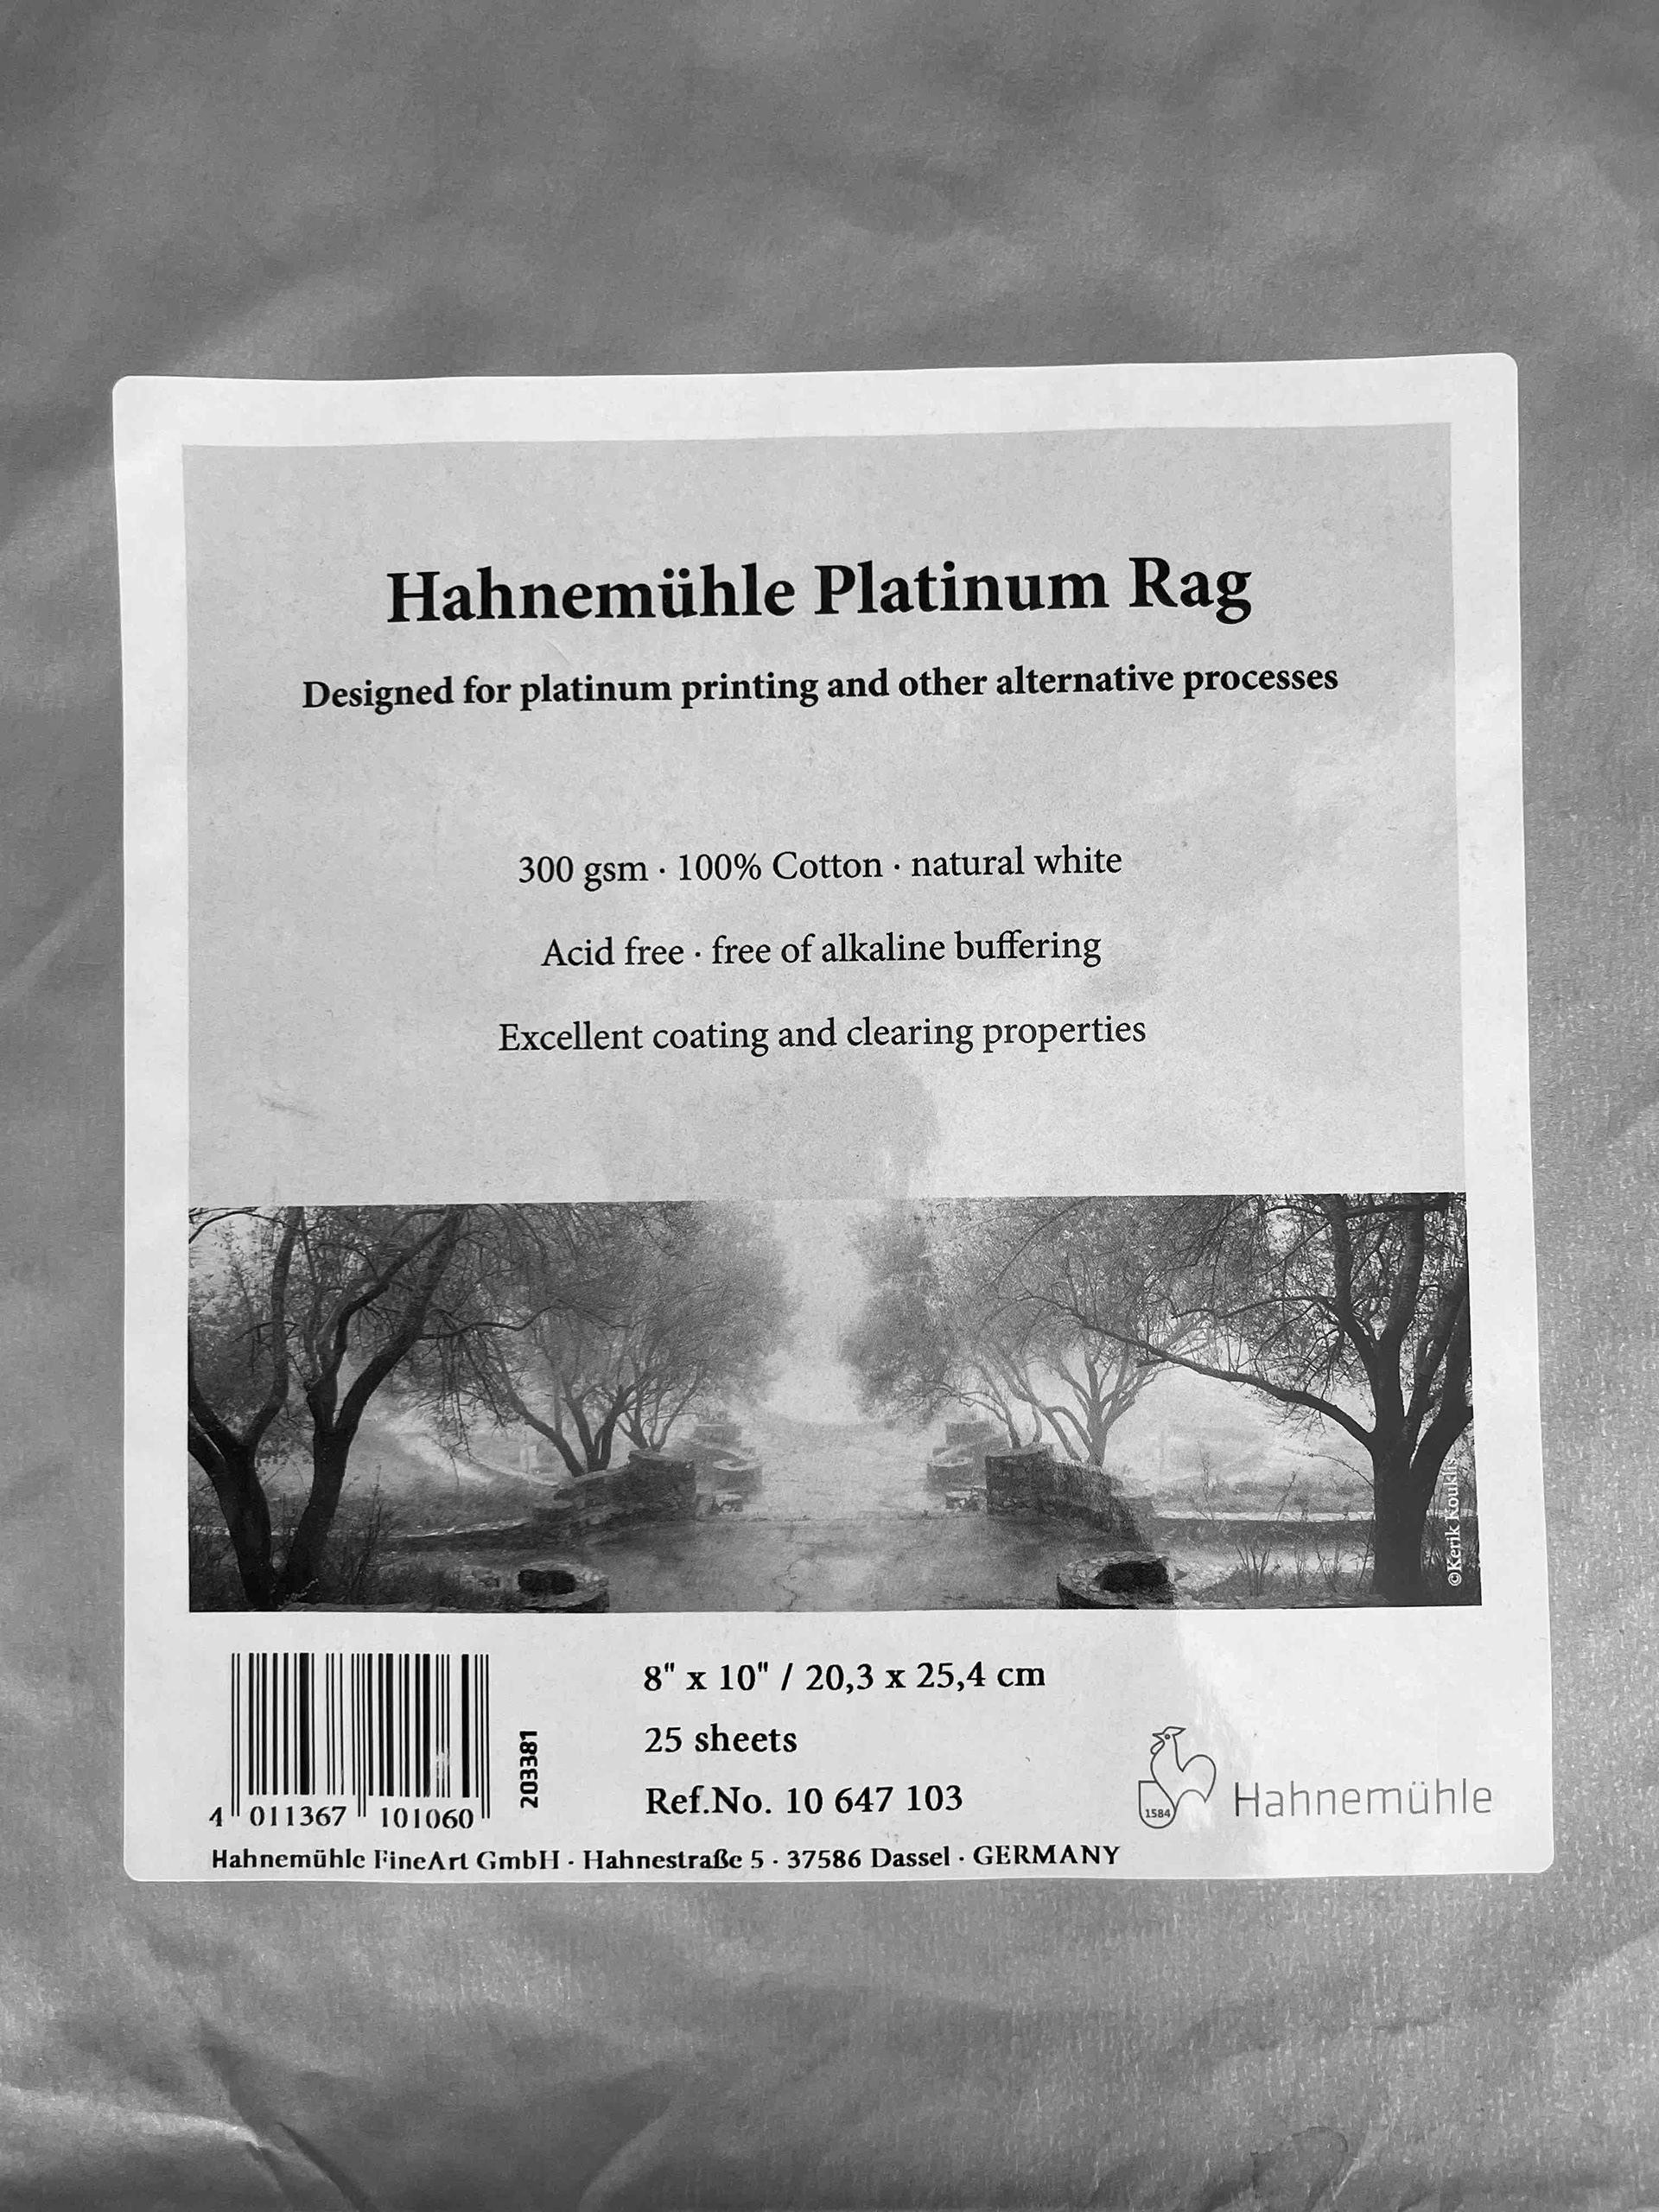 Hahnemühle Platinum Rag
Designed for platinum printing and other alternative processes
300 gsm · 100% Cotton · natural white
Acid free · free of alkaline buffering
Excellent coating and clearing properties
©Kerik Kouklis
8" x 10" / 20,3 x 25,4 cm
25 sheets
Ref.No. 10 647 103
4 011367 101060
203381
1584
Hahnemühle
Hahnemühle FineArt GmbH · Hahnestraße 5 · 37586 Dassel · GERMANY